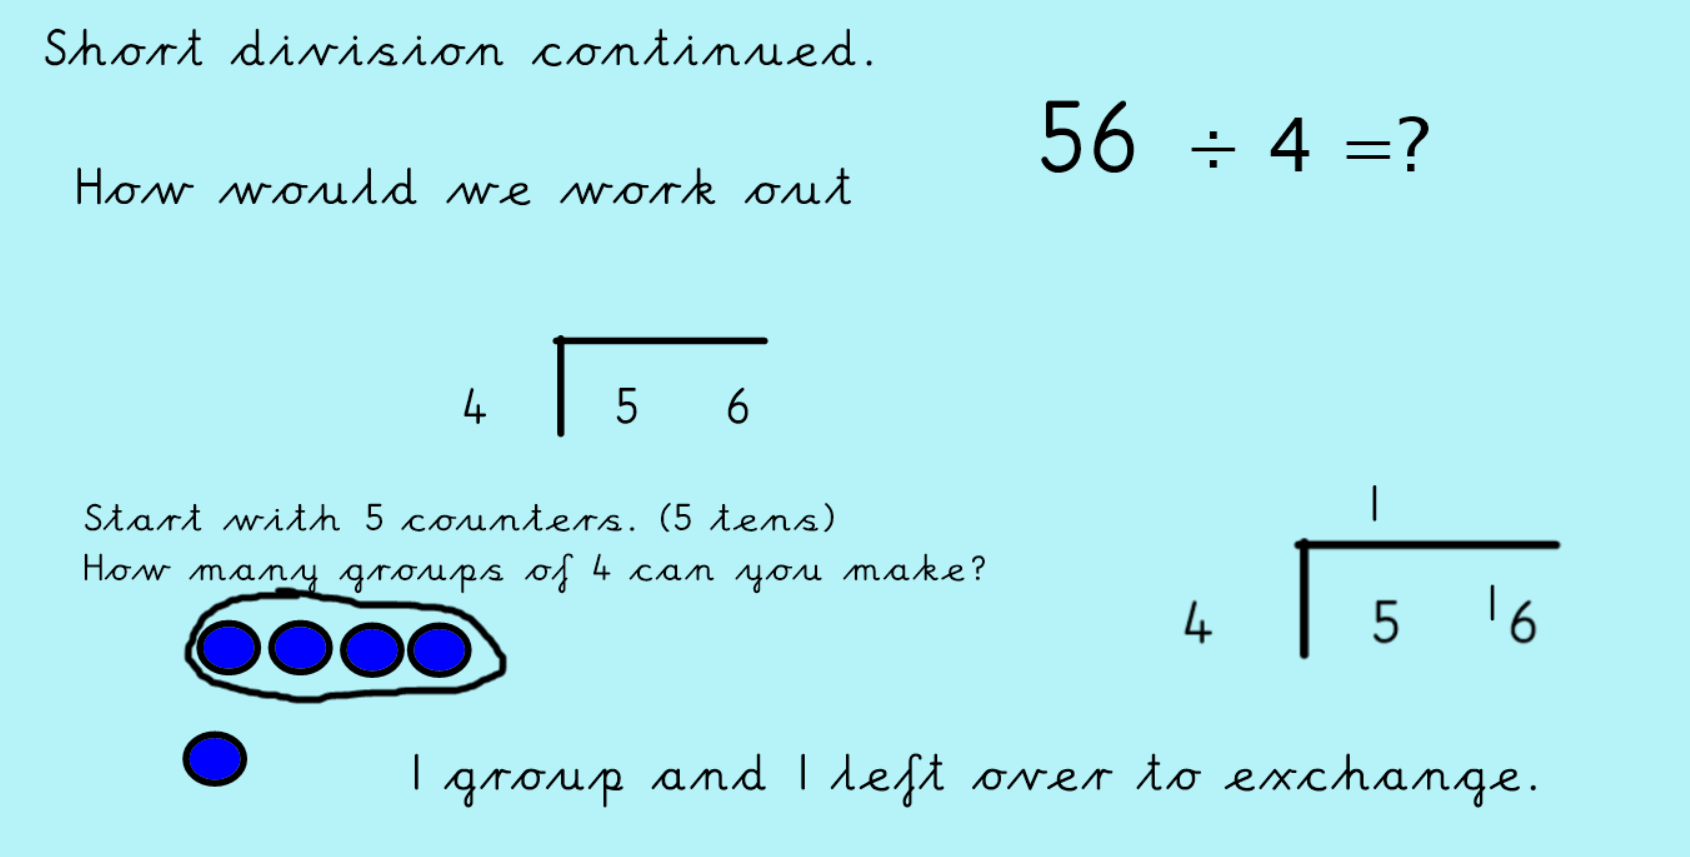 Short division continued.
56 ÷ 4 =?
How would we work out
4 5 6
Start with 5 counters. (5 tens)
How many groups of 4 can you make?
1
4 5 16
1 group and 1 left over to exchange.